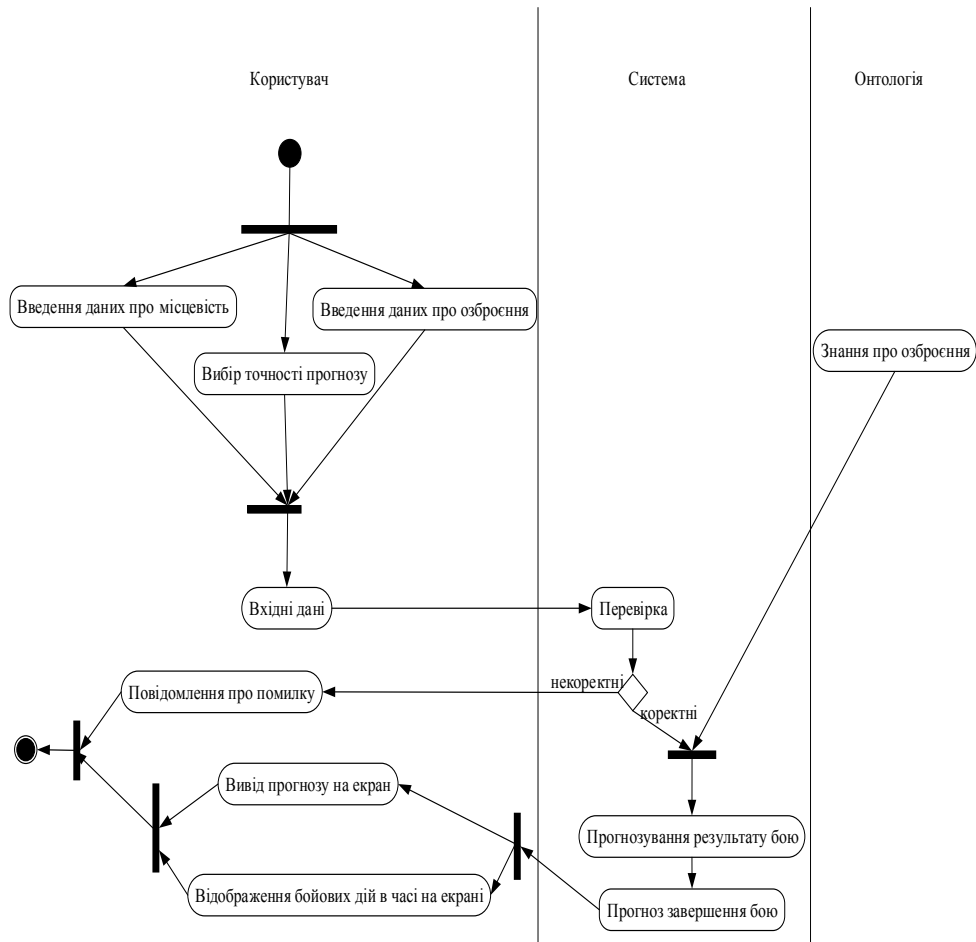 Користувач
Система
Онтологія
Введення даних про місцевість
Введення даних про озброєння
Знання про озброєння
Вибір точності прогнозу
Вхідні дані
Перевірка
некоректні
Повідомлення про помилку
коректні
Вивід прогнозу на екран
Прогнозування результату бою
Відображення бойових дій в часі на екрані
Прогноз завершення бою